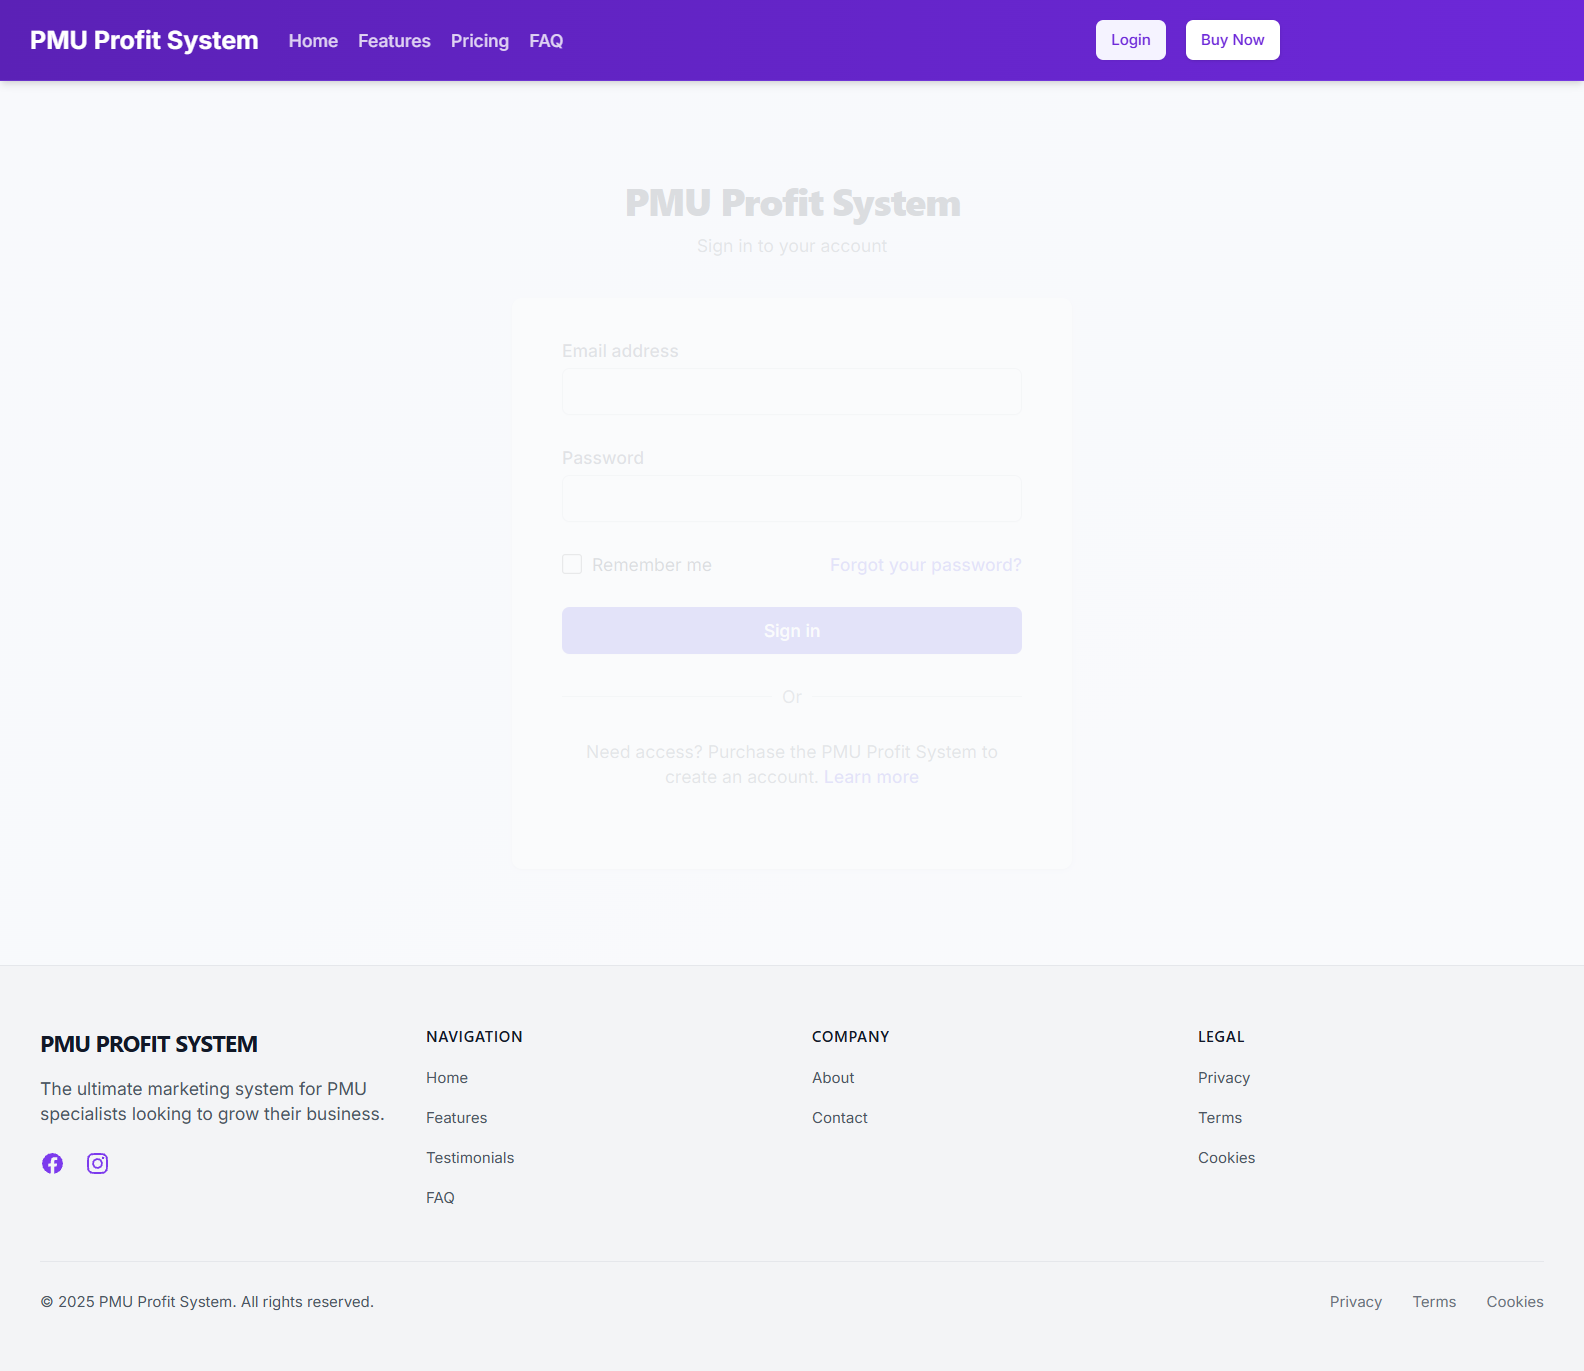 PMU Profit System
Home
Features
Pricing
FAQ
Login
Buy Now
PMU Profit System
Sign in to your account
Email address
Password
Remember me
Forgot your password?
Sign in
Or
Need access? Purchase the PMU Profit System to
create an account. Learn more
PMU PROFIT SYSTEM
The ultimate marketing system for PMU
specialists looking to grow their business.
NAVIGATION
Home
Features
Testimonials
FAQ
COMPANY
About
Contact
LEGAL
Privacy
Terms
Cookies
© 2025 PMU Profit System. All rights reserved.
Privacy
Terms
Cookies